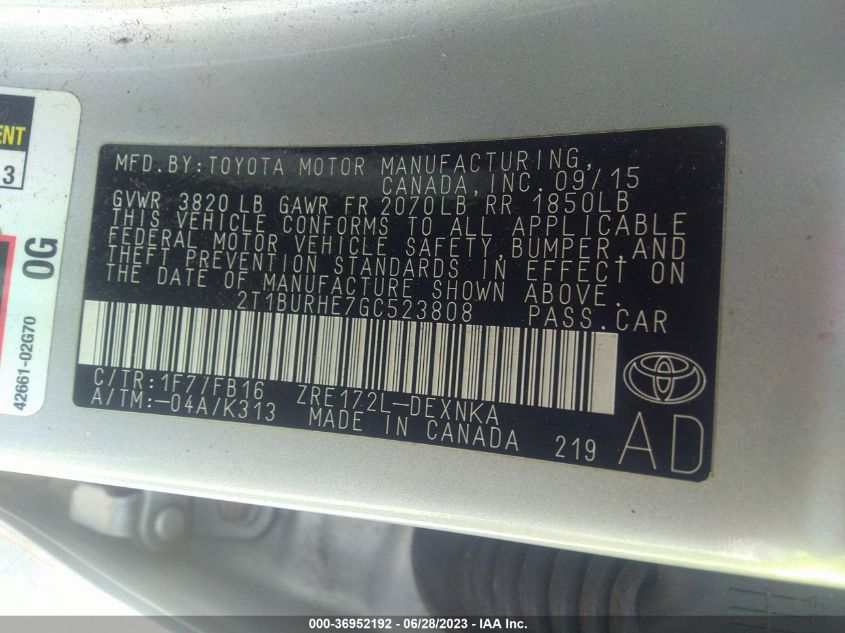 MFD.BY:TOYOTA MOTOR MANUFACTURING,
CANADA, INC. 09/15
GVWR 3820 LB GAWR FR 2070LB RR 1850LB
THIS VEHICLE CONFORMS TO ALL APPLICABLE
FEDERAL MOTOR VEHICLE SAFETY, BUMPER, AND
THEFT PREVENTION STANDARDS IN EFFECT ON
THE DATE OF MANUFACTURE SHOWN ABOVE.
2T1BURHE7GC523808 PASS.CAR
C/TR:1F77/FB16 ZRE172L-DEXNKA
A/TM:-04A/K313 MADE IN CANADA 219
AD
3
0G
42661-02G70
000-36952192 - 06/28/2023 - IAA Inc.